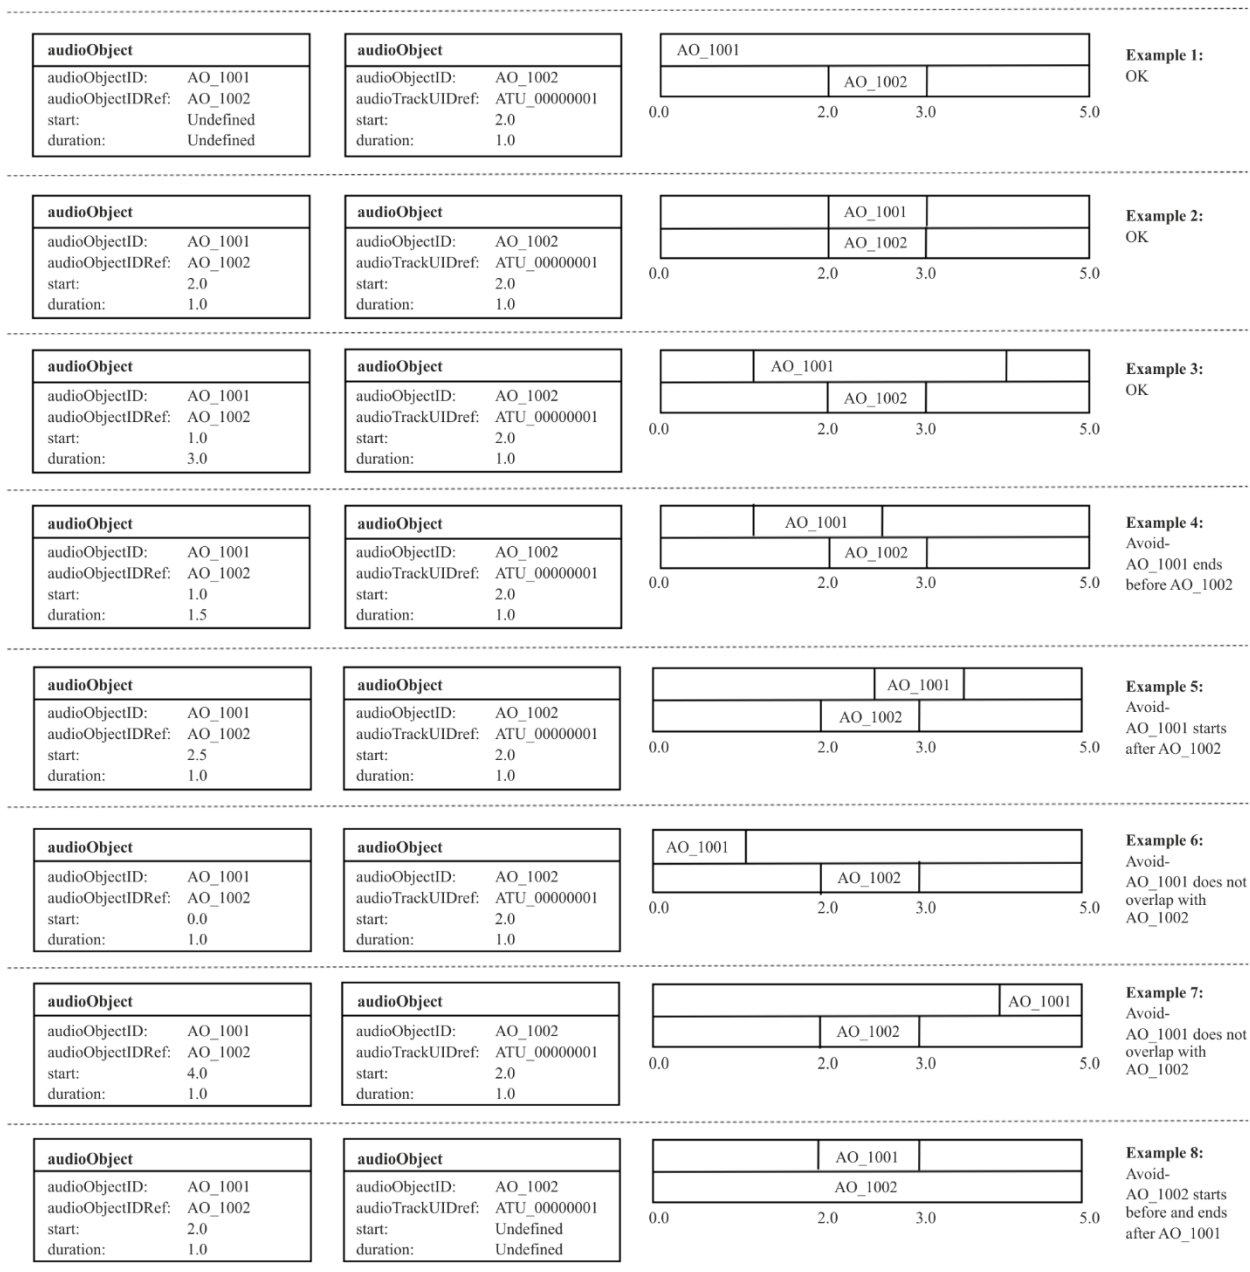 audioObject
audioObjectID: AO_1001
audioObjectIDRef: AO_1002
start: Undefined
duration: Undefined
audioObject
audioObjectID: AO_1002
audioTrackUIDref: ATU_00000001
start: 2.0
duration: 1.0
AO_1001
AO_1002
0.0 2.0 3.0 5.0
Example 1:
OK
audioObject
audioObjectID: AO_1001
audioObjectIDRef: AO_1002
start: 2.0
duration: 1.0
audioObject
audioObjectID: AO_1002
audioTrackUIDref: ATU_00000001
start: 2.0
duration: 1.0
AO_1001
AO_1002
0.0 2.0 3.0 5.0
Example 2:
OK
audioObject
audioObjectID: AO_1001
audioObjectIDRef: AO_1002
start: 1.0
duration: 3.0
audioObject
audioObjectID: AO_1002
audioTrackUIDref: ATU_00000001
start: 2.0
duration: 1.0
AO_1001
AO_1002
0.0 2.0 3.0 5.0
Example 3:
OK
audioObject
audioObjectID: AO_1001
audioObjectIDRef: AO_1002
start: 1.0
duration: 1.5
audioObject
audioObjectID: AO_1002
audioTrackUIDref: ATU_00000001
start: 2.0
duration: 1.0
AO_1001
AO_1002
0.0 2.0 3.0 5.0
Example 4:
Avoid-
AO_1001 ends
before AO_1002
audioObject
audioObjectID: AO_1001
audioObjectIDRef: AO_1002
start: 2.5
duration: 1.0
audioObject
audioObjectID: AO_1002
audioTrackUIDref: ATU_00000001
start: 2.0
duration: 1.0
AO_1001
AO_1002
0.0 2.0 3.0 5.0
Example 5:
Avoid-
AO_1001 starts
after AO_1002
audioObject
audioObjectID: AO_1001
audioObjectIDRef: AO_1002
start: 0.0
duration: 1.0
audioObject
audioObjectID: AO_1002
audioTrackUIDref: ATU_00000001
start: 2.0
duration: 1.0
AO_1001
AO_1002
0.0 2.0 3.0 5.0
Example 6:
Avoid-
AO_1001 does not
overlap with
AO_1002
audioObject
audioObjectID: AO_1001
audioObjectIDRef: AO_1002
start: 4.0
duration: 1.0
audioObject
audioObjectID: AO_1002
audioTrackUIDref: ATU_00000001
start: 2.0
duration: 1.0
AO_1001
AO_1002
0.0 2.0 3.0 5.0
Example 7:
Avoid-
AO_1001 does not
overlap with
AO_1002
audioObject
audioObjectID: AO_1001
audioObjectIDRef: AO_1002
start: 2.0
duration: 1.0
audioObject
audioObjectID: AO_1002
audioTrackUIDref: ATU_00000001
start: Undefined
duration: Undefined
AO_1001
AO_1002
0.0 2.0 3.0 5.0
Example 8:
Avoid-
AO_1002 starts
before and ends
after AO_1001